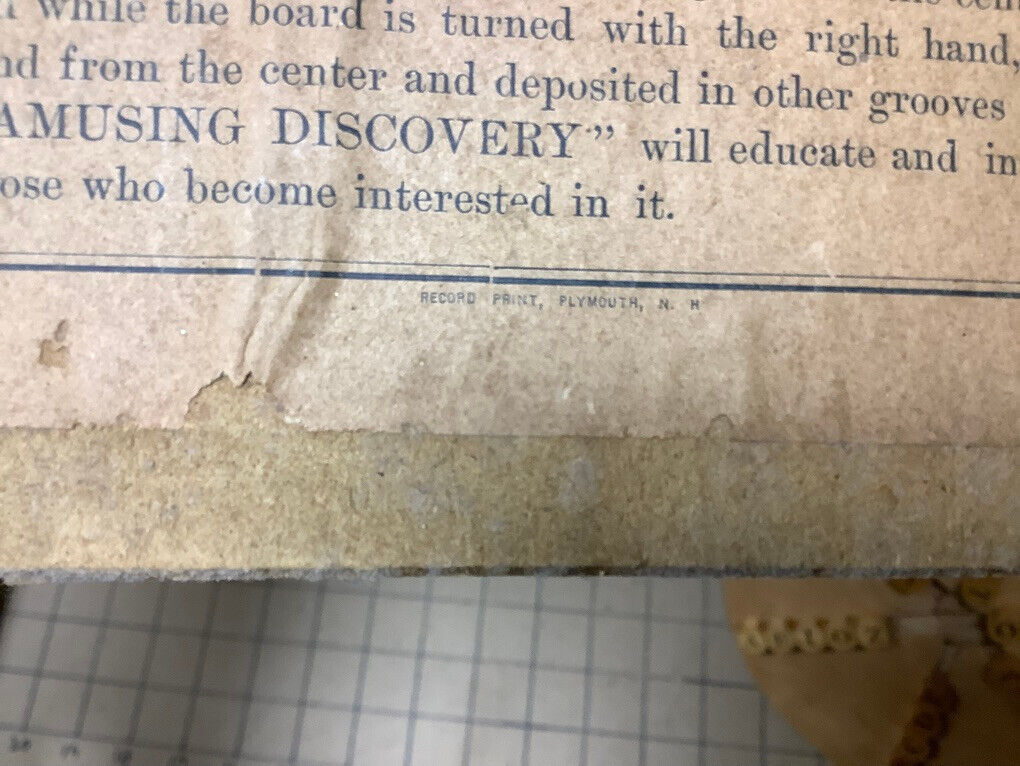 while the board is turned with the right hand,
nd from the center and deposited in other grooves
AMUSING DISCOVERY” will educate and in
ose who become interested in it.
RECORD PRINT, PLYMOUTH, N. H